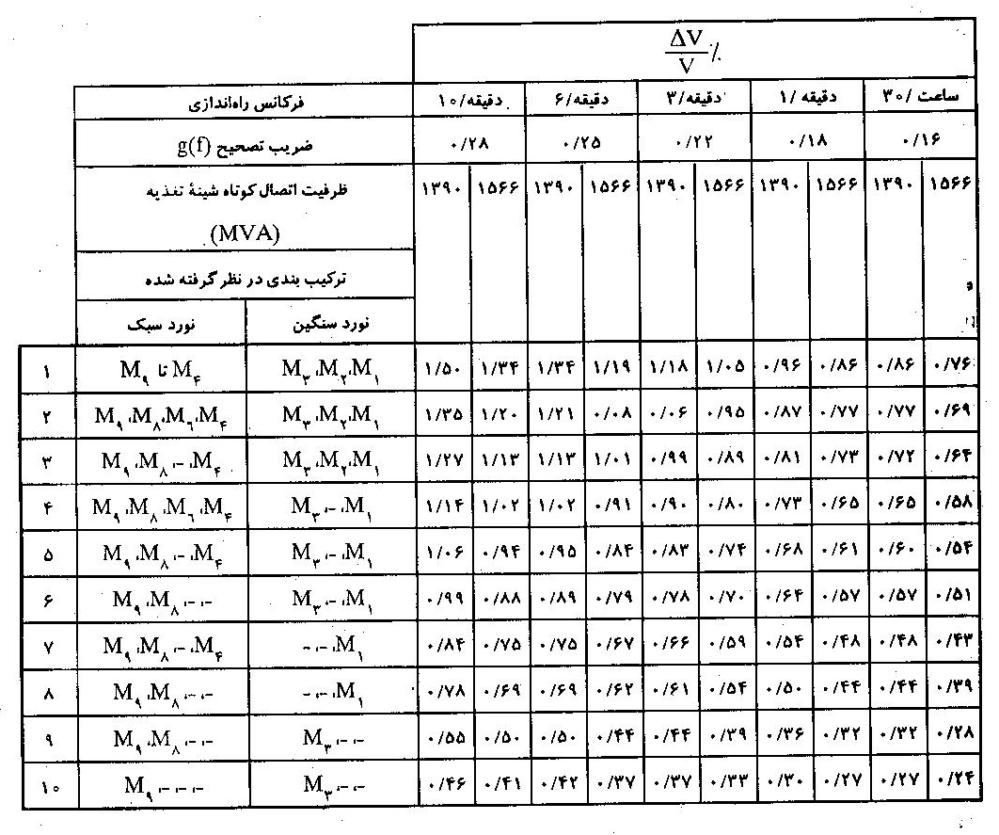 ΔV/V ٪
فرکانس راه‌اندازی ۱۰/دقیقه ۶/دقیقه ۳/دقیقه ۱/دقیقه ۳۰/ ساعت
ضریب تصحیح g(f) ۰/۲۸ ۰/۲۵ ۰/۲۲ ۰/۱۸ ۰/۱۶
ظرفیت اتصال کوتاه شینهٔ تغذیه ۱۳۹۰ ۱۵۶۶ ۱۳۹۰ ۱۵۶۶ ۱۳۹۰ ۱۵۶۶ ۱۳۹۰ ۱۵۶۶ ۱۳۹۰ ۱۵۶۶
(MVA)
ترکیب بندی در نظر گرفته شده
نورد سبک نورد سنگین
۱ M۴ تا M۹ M۱،M۲،M۳ ۱/۵۰ ۱/۳۴ ۱/۳۴ ۱/۱۹ ۱/۱۸ ۱/۰۵ ۰/۹۶ ۰/۸۶ ۰/۸۶ ۰/۷۶
۲ M۴،M۶،M۸،M۹ M۱،M۲،M۳ ۱/۳۵ ۱/۲۰ ۱/۲۱ ۰/۰۸ ۰/۰۶ ۰/۹۵ ۰/۸۷ ۰/۷۷ ۰/۷۷ ۰/۶۹
۳ M۴،-،M۸،M۹ M۱،M۲،M۳ ۱/۲۷ ۱/۱۳ ۱/۱۳ ۱/۰۱ ۰/۹۹ ۰/۸۹ ۰/۸۱ ۰/۷۳ ۰/۷۲ ۰/۶۴
۴ M۴،M۶،M۸،M۹ M۱،-،M۳ ۱/۱۴ ۱/۰۲ ۱/۰۲ ۰/۹۱ ۰/۹۰ ۰/۸۰ ۰/۷۳ ۰/۶۵ ۰/۶۵ ۰/۵۸
۵ M۴،-،M۸،M۹ M۱،-،M۳ ۱/۰۶ ۰/۹۴ ۰/۹۵ ۰/۸۴ ۰/۸۳ ۰/۷۴ ۰/۶۸ ۰/۶۱ ۰/۶۰ ۰/۵۴
۶ -،-،M۸،M۹ M۱،-،M۳ ۰/۹۹ ۰/۸۸ ۰/۸۹ ۰/۷۹ ۰/۷۸ ۰/۷۰ ۰/۶۴ ۰/۵۷ ۰/۵۷ ۰/۵۱
۷ M۴،-،M۸،M۹ M۱،-،- ۰/۸۴ ۰/۷۵ ۰/۷۵ ۰/۶۷ ۰/۶۶ ۰/۵۹ ۰/۵۴ ۰/۴۸ ۰/۴۸ ۰/۴۳
۸ -،-،M۸،M۹ M۱،-،- ۰/۷۸ ۰/۶۹ ۰/۶۹ ۰/۶۲ ۰/۶۱ ۰/۵۴ ۰/۵۰ ۰/۴۴ ۰/۴۴ ۰/۳۹
۹ -،-،M۸،M۹ -،-،M۳ ۰/۵۵ ۰/۵۰ ۰/۵۰ ۰/۴۴ ۰/۴۴ ۰/۳۹ ۰/۳۶ ۰/۳۲ ۰/۳۲ ۰/۲۸
۱۰ -،-،-،M۹ -،-،M۳ ۰/۴۶ ۰/۴۱ ۰/۴۲ ۰/۳۷ ۰/۳۷ ۰/۳۳ ۰/۳۰ ۰/۲۷ ۰/۲۷ ۰/۲۴